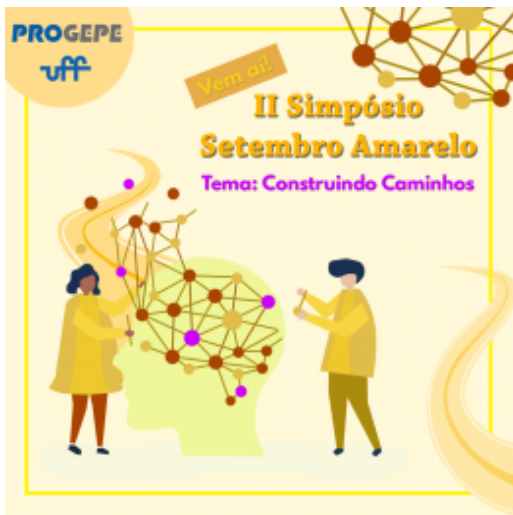 PROGEPE
uff
Vem aí!
II Simpósio
Setembro Amarelo
Tema: Construindo Caminhos